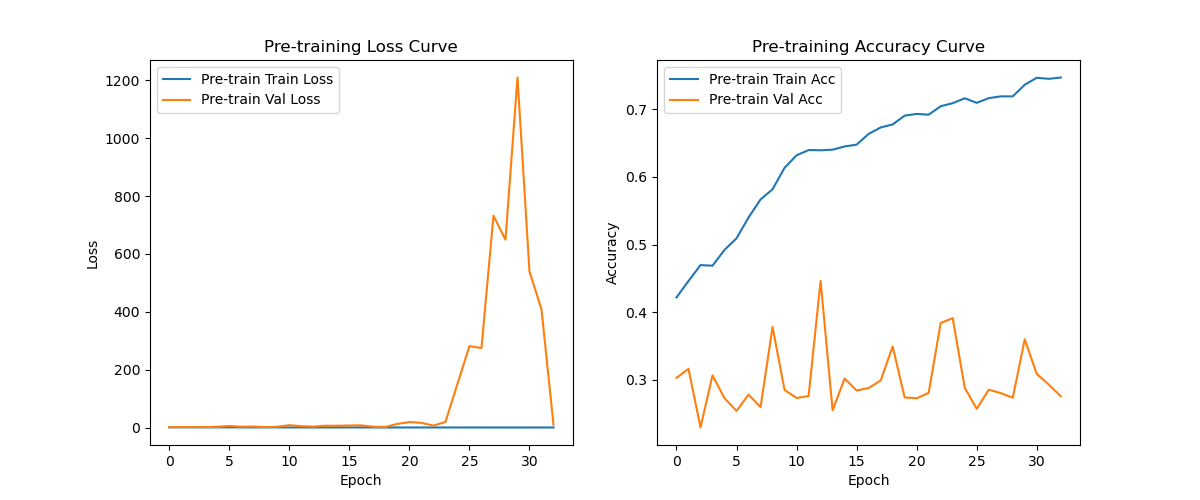 Pre-training Loss Curve
Pre-train Train Loss
Pre-train Val Loss
1200
1000
800
600
400
200
0
Loss
0 5 10 15 20 25 30
Epoch
Pre-training Accuracy Curve
Pre-train Train Acc
Pre-train Val Acc
0.7
0.6
0.5
0.4
0.3
Accuracy
0 5 10 15 20 25 30
Epoch